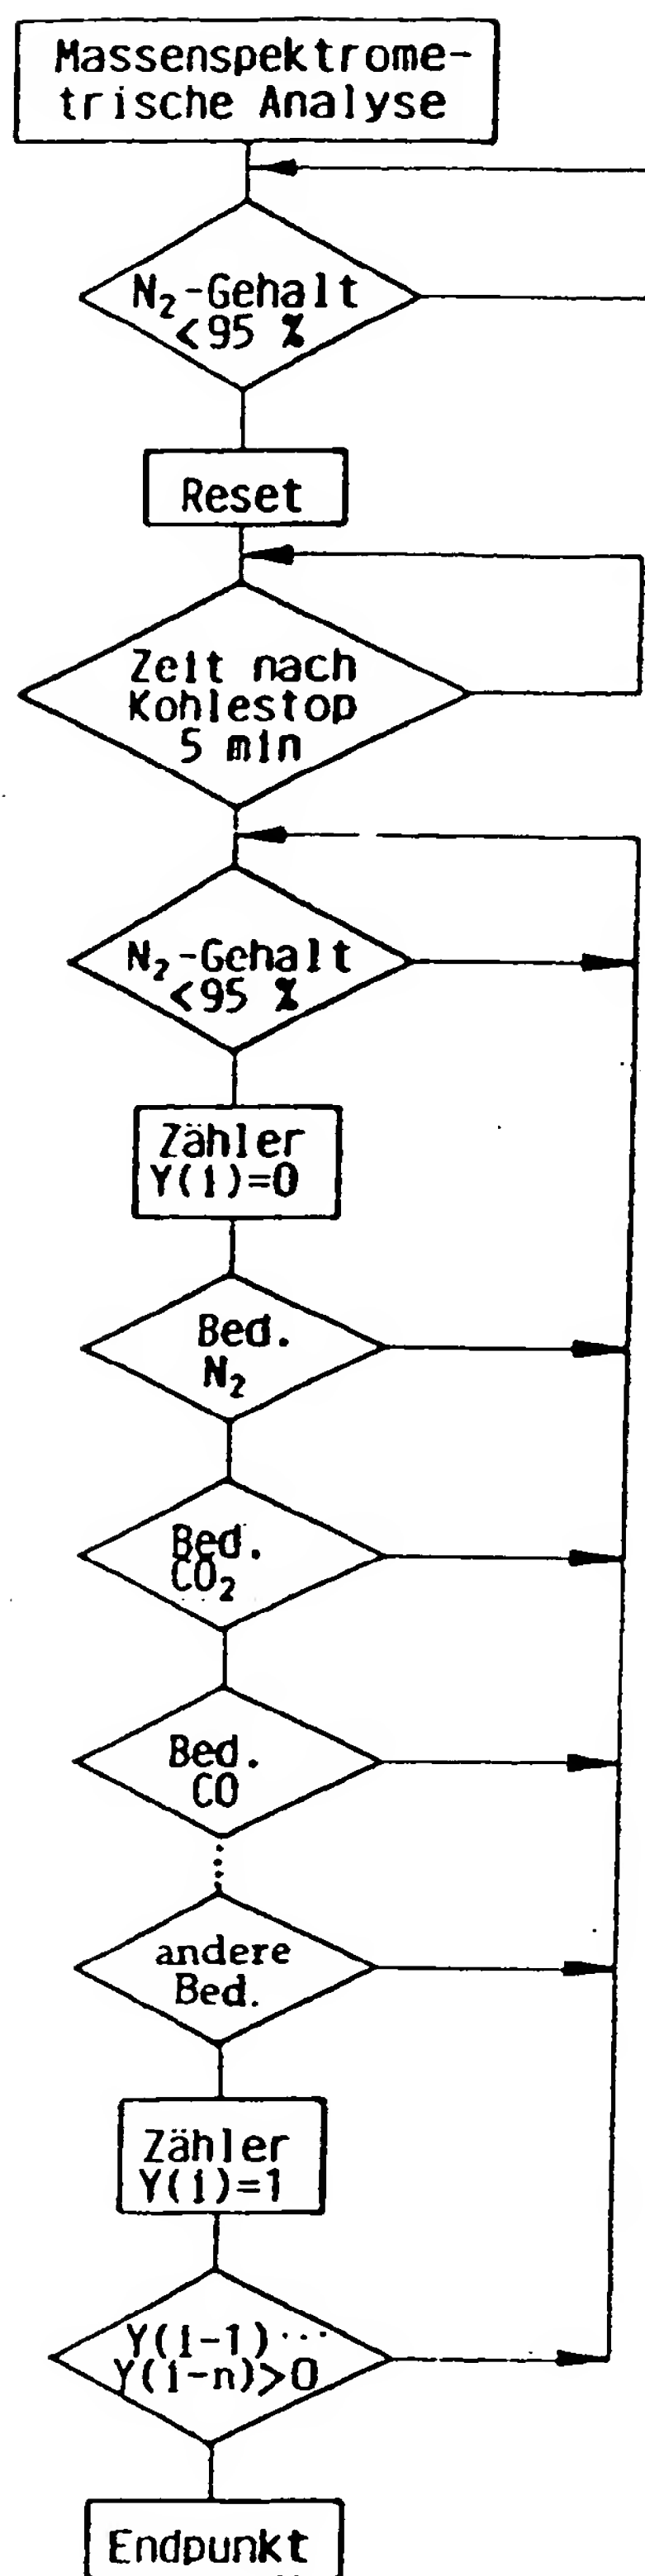 Massenspektrome-
trische Analyse
N₂-Gehalt
<95 %
Reset
Zeit nach
Kohlestop
5 min
N₂-Gehalt
<95 %
Zähler
Y(i)=0
Bed.
N₂
Bed.
CO₂
Bed.
CO
andere
Bed.
Zähler
Y(i)=1
Y(i-1)...
Y(i-n)>0
Endpunkt